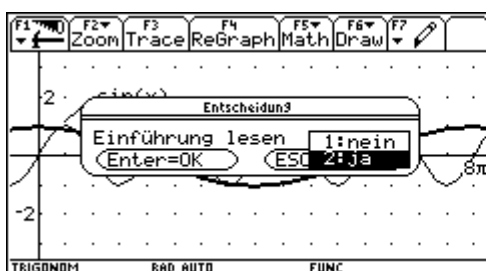 F1 F2 Zoom F3 Trace F4 ReGraph F5 Math F6 Draw F7
2 sin(x)
Entscheidung
Einführung lesen 1:nein
Enter=OK ESC 2:ja
8π
-2
TRIGONOM RAD AUTO FUNC